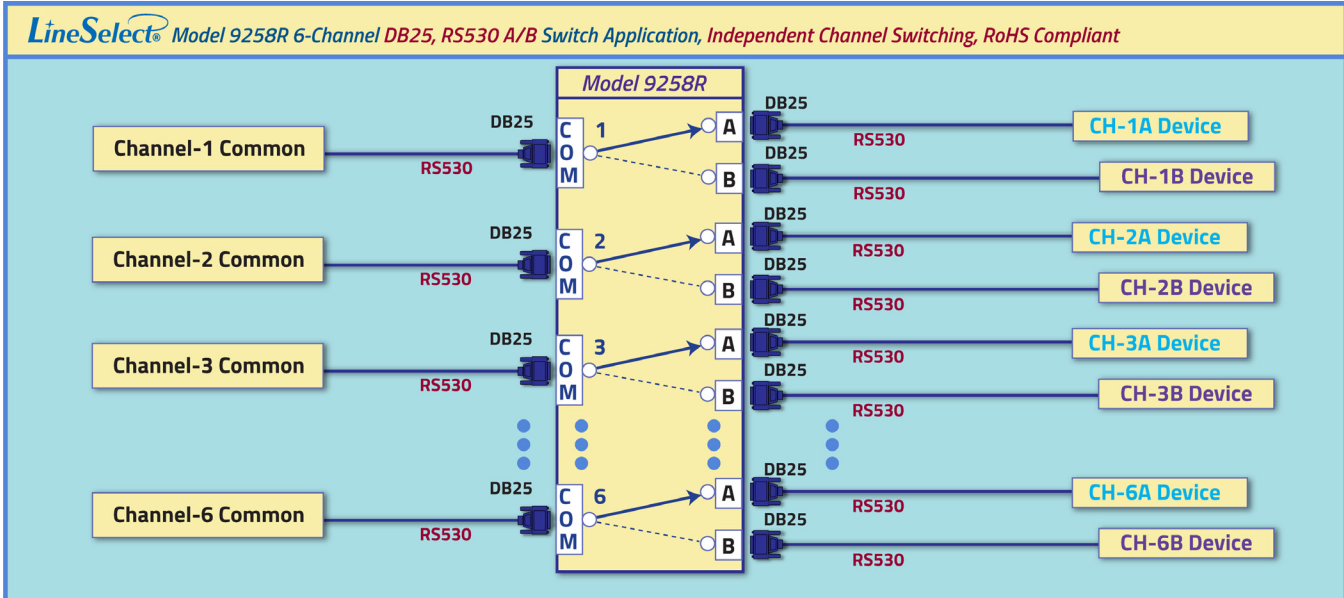 LineSelect® Model 9258R 6-Channel DB25, RS530 A/B Switch Application, Independent Channel Switching, RoHS Compliant
Model 9258R
Channel-1 Common
RS530
DB25
COM
1
A
DB25
RS530
CH-1A Device
B
DB25
RS530
CH-1B Device
Channel-2 Common
RS530
DB25
COM
2
A
DB25
RS530
CH-2A Device
B
DB25
RS530
CH-2B Device
Channel-3 Common
RS530
DB25
COM
3
A
DB25
RS530
CH-3A Device
B
DB25
RS530
CH-3B Device
Channel-6 Common
RS530
DB25
COM
6
A
DB25
RS530
CH-6A Device
B
DB25
RS530
CH-6B Device